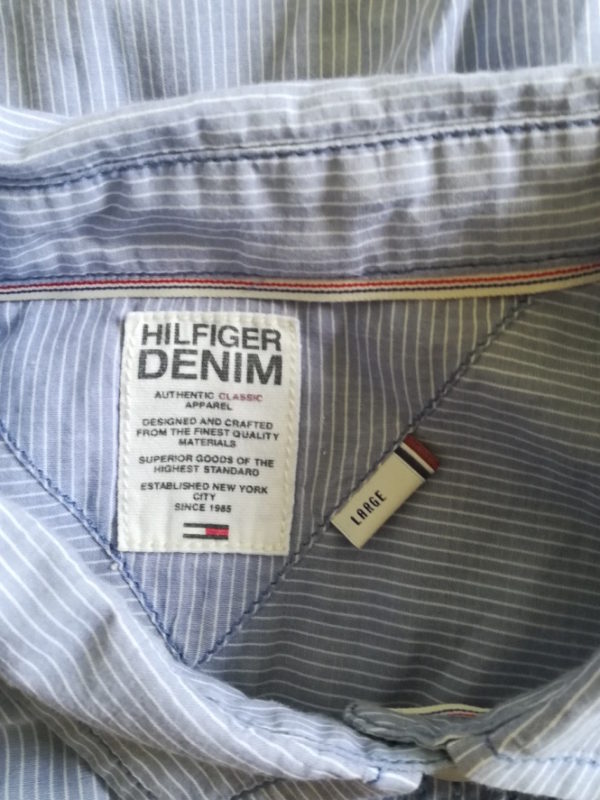 HILFIGER
DENIM
AUTHENTIC CLASSIC
APPAREL
DESIGNED AND CRAFTED
FROM THE FINEST QUALITY
MATERIALS
SUPERIOR GOODS OF THE
HIGHEST STANDARD
ESTABLISHED NEW YORK
CITY
SINCE 1985
LARGE